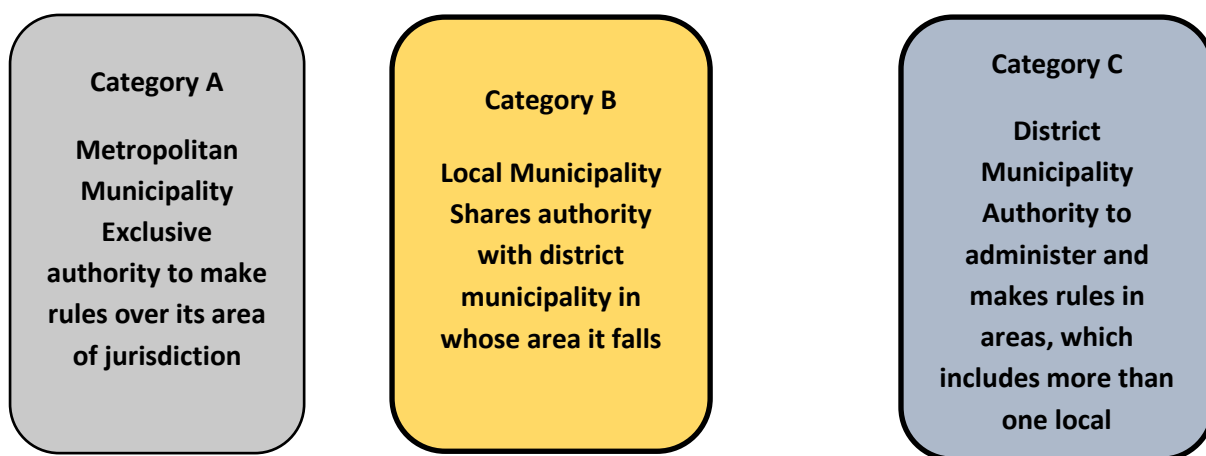 Category A
Metropolitan
Municipality
Exclusive
authority to make
rules over its area
of jurisdiction
Category B
Local Municipality
Shares authority
with district
municipality in
whose area it falls
Category C
District
Municipality
Authority to
administer and
makes rules in
areas, which
includes more than
one local